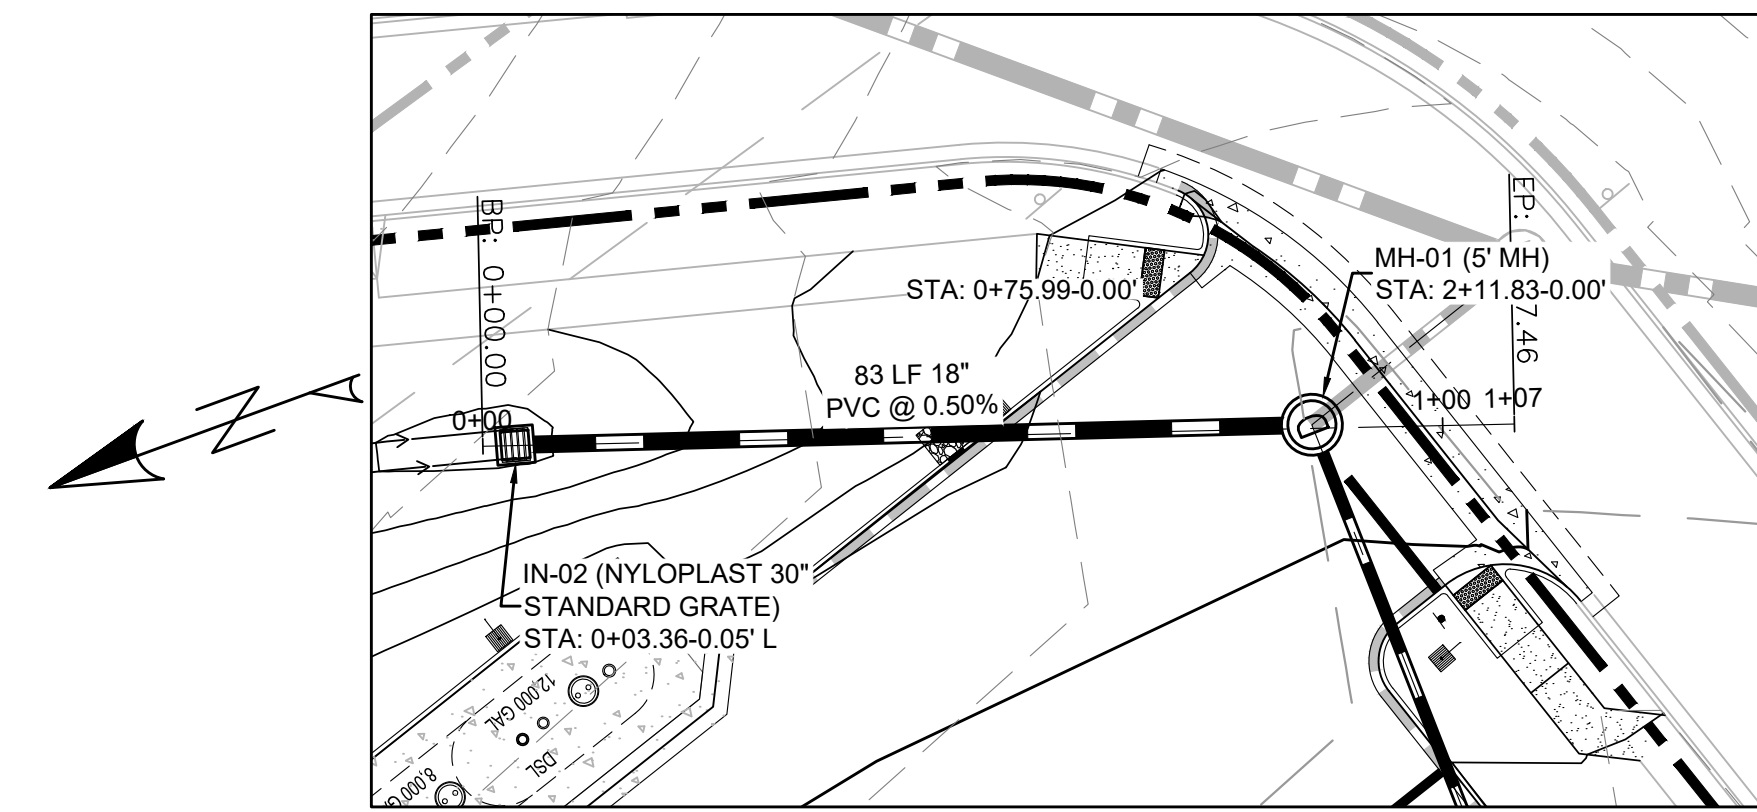 BP: 0+00.00
EP:
7.46
MH-01 (5' MH)
STA: 2+11.83-0.00'
STA: 0+75.99-0.00'
83 LF 18"
PVC @ 0.50%
0+00
1+00
1+07
IN-02 (NYLOPLAST 30"
STANDARD GRATE)
STA: 0+03.36-0.05' L
12,000 GAL
DSL
8,000
Z